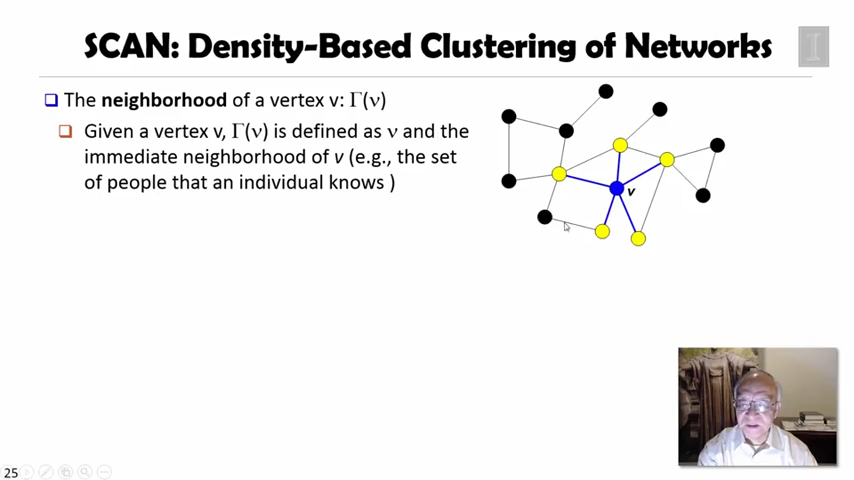 SCAN: Density-Based Clustering of Networks
The neighborhood of a vertex v: Γ(ν)
Given a vertex v, Γ(ν) is defined as ν and the
immediate neighborhood of v (e.g., the set
of people that an individual knows )
v
I
25